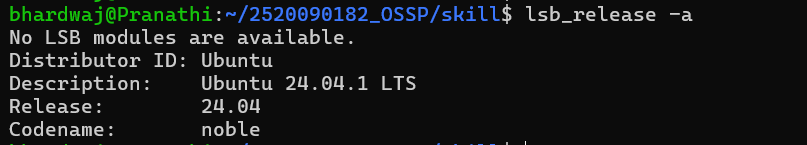 bhardwaj@Pranathi:~/2520090182_OSSP/skill$ lsb_release -a
No LSB modules are available.
Distributor ID: Ubuntu
Description:    Ubuntu 24.04.1 LTS
Release:        24.04
Codename:       noble